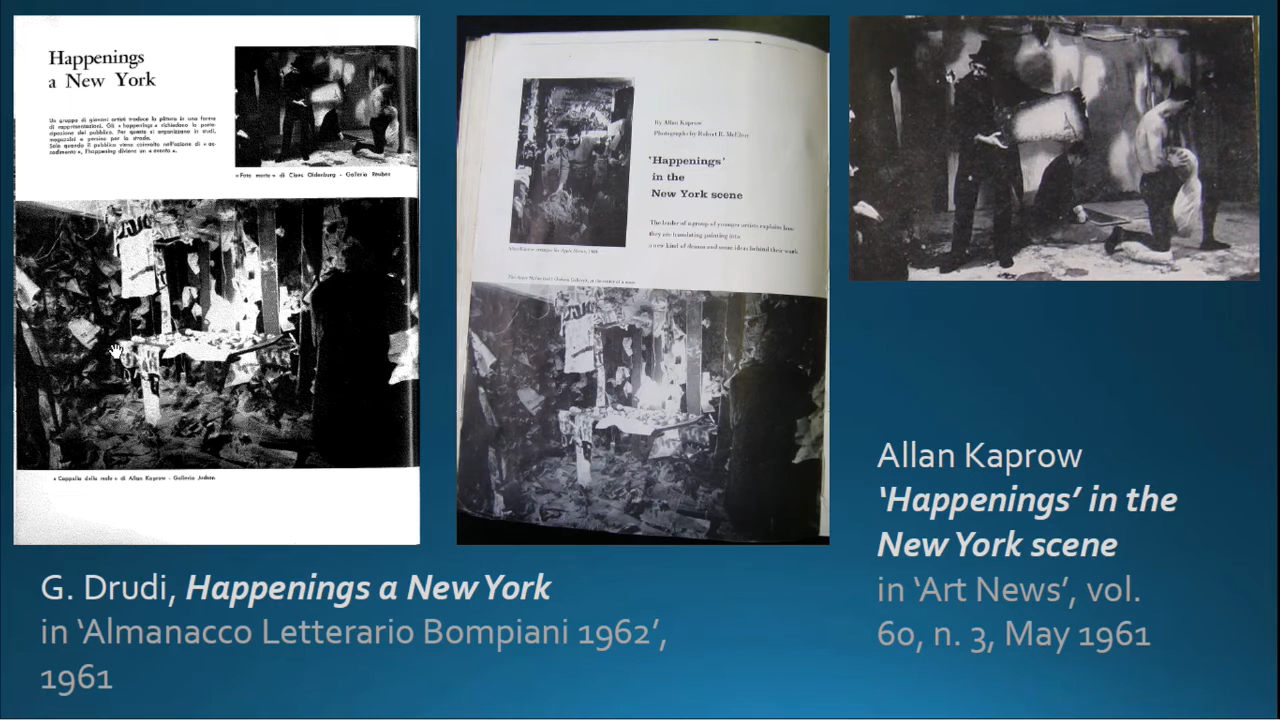 Happenings
a New York
Un gruppo di giovani artisti traduce la pittura in una forma
di rappresentazioni. Gli « happenings » richiedono la parte-
cipazione del pubblico. Per questo si organizzano in studi,
magazzini e persino per la strada.
Solo quando il pubblico viene coinvolto nell'azione di « ac-
cadimento », l'happening diviene un « evento ».
« Foto morte » di Claes Oldenburg - Galleria Reuben
« Cappella della mela » di Allan Kaprow - Galleria Judson
By Allan Kaprow
Photographs by Robert R. McElroy
'Happenings'
in the
New York scene
The leader of a group of younger artists explains how
they are translating painting into
a new kind of drama and some ideas behind their work
G. Drudi, Happenings a New York
in ‘Almanacco Letterario Bompiani 1962’,
1961
Allan Kaprow
‘Happenings’ in the
New York scene
in ‘Art News’, vol.
60, n. 3, May 1961